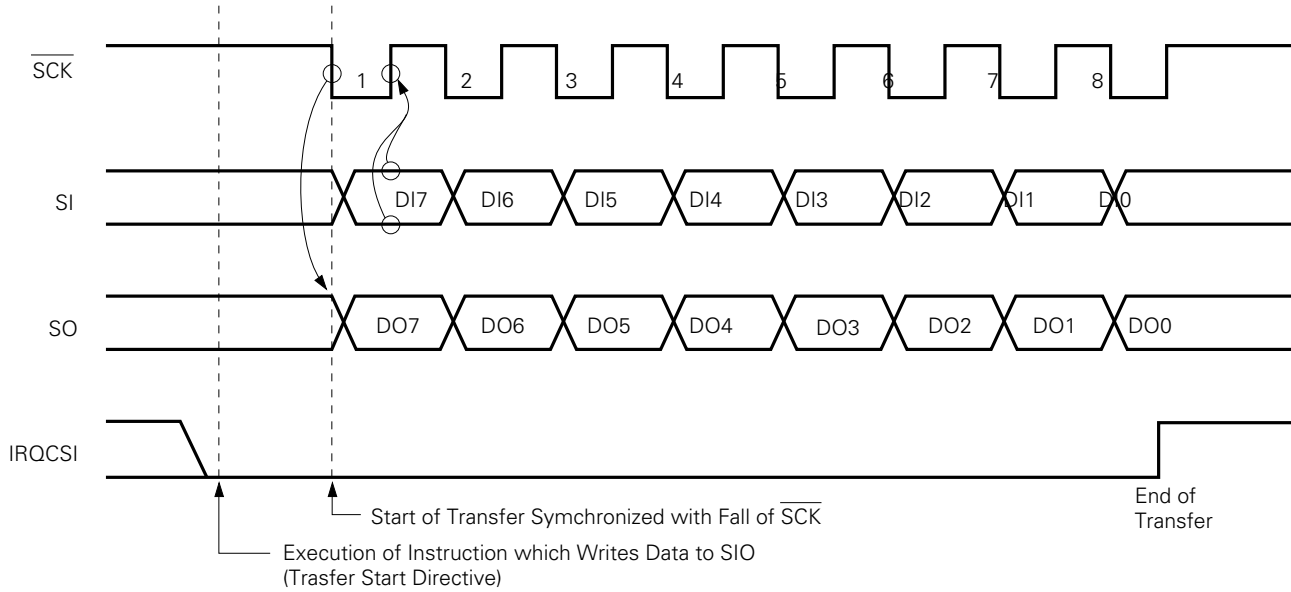 SCK
1 2 3 4 5 6 7 8
SI
DI7 DI6 DI5 DI4 DI3 DI2 DI1 DI0
SO
DO7 DO6 DO5 DO4 DO3 DO2 DO1 DO0
IRQCSI
End of
Transfer
Start of Transfer Symchronized with Fall of SCK
Execution of Instruction which Writes Data to SIO
(Trasfer Start Directive)